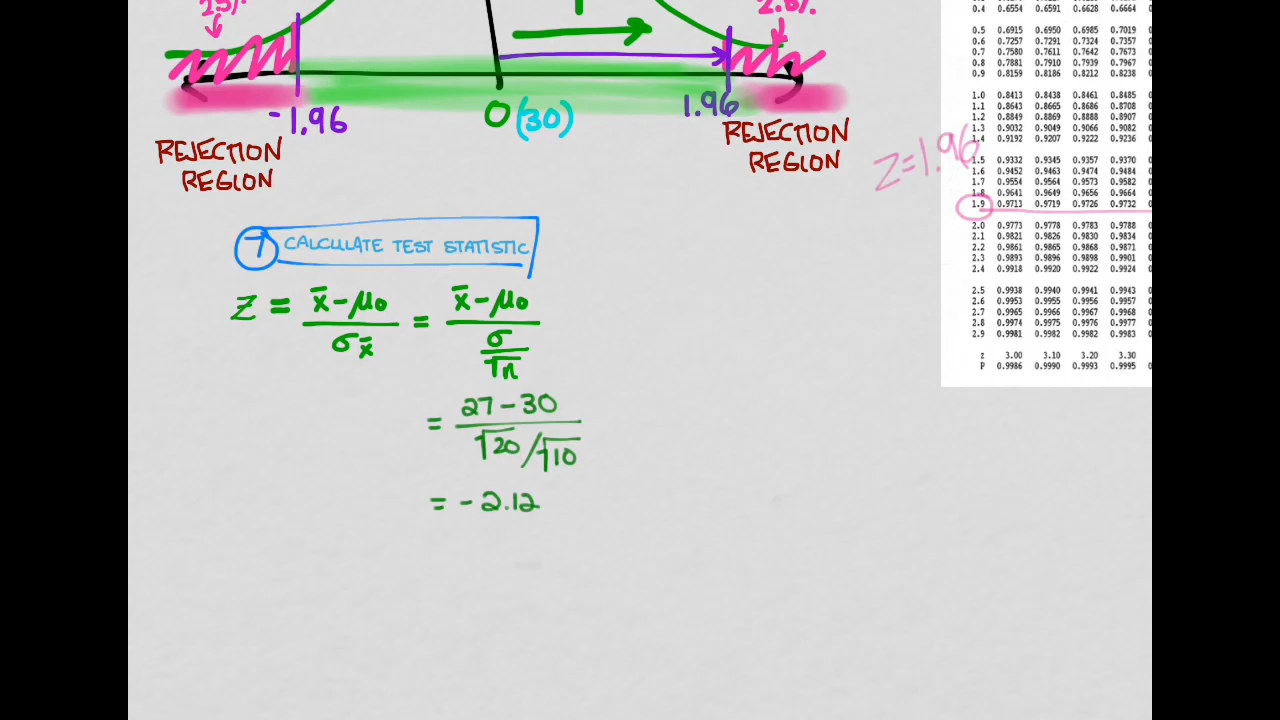 2.5%
2.5%
-1.96
0 (30)
1.96
REJECTION
REGION
REJECTION
REGION
Z=1.96
7 CALCULATE TEST STATISTIC
Z = x̄-μ₀ / σx̄ = x̄-μ₀ / σ/√n
= 27-30 / √20/√10
= -2.12
0.4 0.6554 0.6591 0.6628 0.6664
0.5 0.6915 0.6950 0.6985 0.7019
0.6 0.7257 0.7291 0.7324 0.7357
0.7 0.7580 0.7611 0.7642 0.7673
0.8 0.7881 0.7910 0.7939 0.7967
0.9 0.8159 0.8186 0.8212 0.8238
1.0 0.8413 0.8438 0.8461 0.8485
1.1 0.8643 0.8665 0.8686 0.8708
1.2 0.8849 0.8869 0.8888 0.8907
1.3 0.9032 0.9049 0.9066 0.9082
1.4 0.9192 0.9207 0.9222 0.9236
1.5 0.9332 0.9345 0.9357 0.9370
1.6 0.9452 0.9463 0.9474 0.9484
1.7 0.9554 0.9564 0.9573 0.9582
1.8 0.9641 0.9649 0.9656 0.9664
1.9 0.9713 0.9719 0.9726 0.9732
2.0 0.9773 0.9778 0.9783 0.9788
2.1 0.9821 0.9826 0.9830 0.9834
2.2 0.9861 0.9865 0.9868 0.9871
2.3 0.9893 0.9896 0.9898 0.9901
2.4 0.9918 0.9920 0.9922 0.9924
2.5 0.9938 0.9940 0.9941 0.9943
2.6 0.9953 0.9955 0.9956 0.9957
2.7 0.9965 0.9966 0.9967 0.9968
2.8 0.9974 0.9975 0.9976 0.9977
2.9 0.9981 0.9982 0.9982 0.9983
z 3.00 3.10 3.20 3.30
P 0.9986 0.9990 0.9993 0.9995